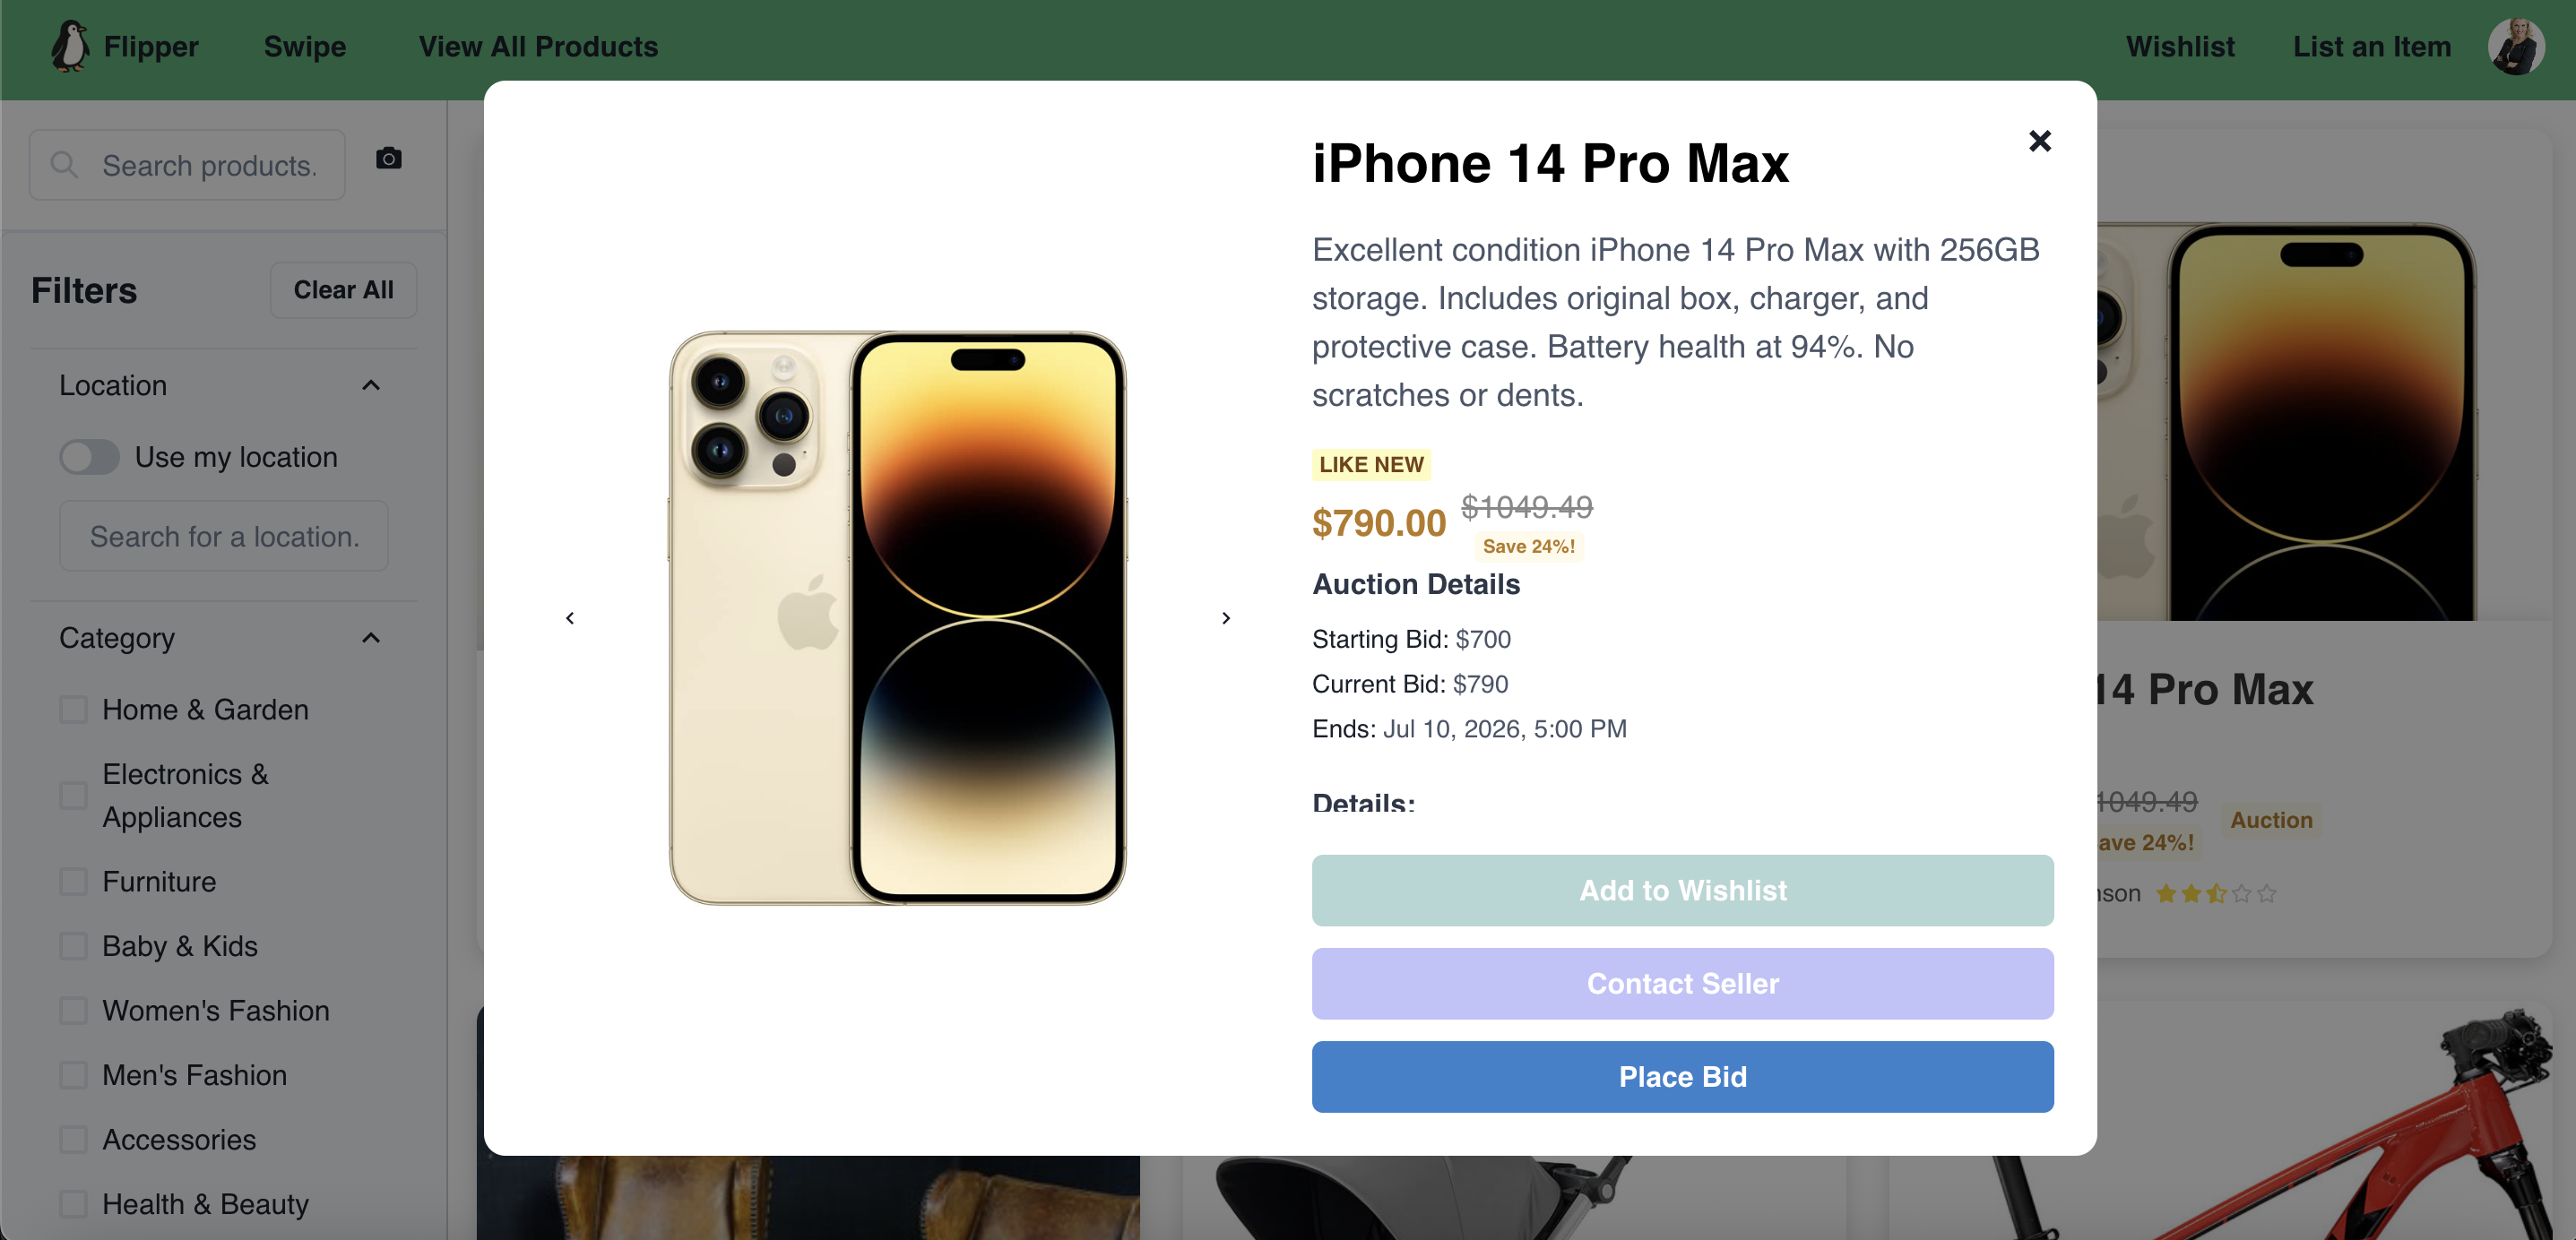 Flipper
Swipe
View All Products
Wishlist
List an Item
Search products.
Filters
Clear All
Location
Use my location
Search for a location.
Category
Home & Garden
Electronics &
Appliances
Furniture
Baby & Kids
Women's Fashion
Men's Fashion
Accessories
Health & Beauty
iPhone 14 Pro Max
Excellent condition iPhone 14 Pro Max with 256GB
storage. Includes original box, charger, and
protective case. Battery health at 94%. No
scratches or dents.
LIKE NEW
$790.00 $1049.49
Save 24%!
Auction Details
Starting Bid: $700
Current Bid: $790
Ends: Jul 10, 2026, 5:00 PM
Details:
Add to Wishlist
Contact Seller
Place Bid
14 Pro Max
1049.49
Auction
ave 24%!
nson